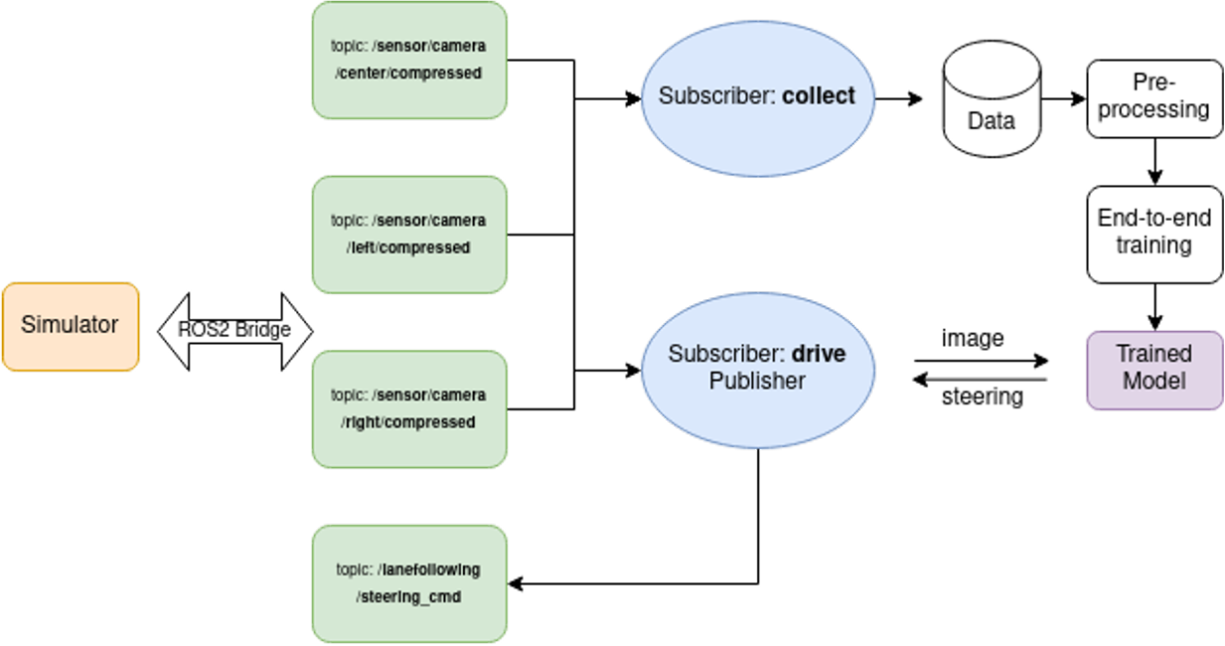 topic: /sensor/camera
/center/compressed
Subscriber: collect
Data
Pre-
processing
topic: /sensor/camera
/left/compressed
End-to-end
training
Simulator
ROS2 Bridge
topic: /sensor/camera
/right/compressed
Subscriber: drive
Publisher
image
steering
Trained
Model
topic: /lanefollowing
/steering_cmd